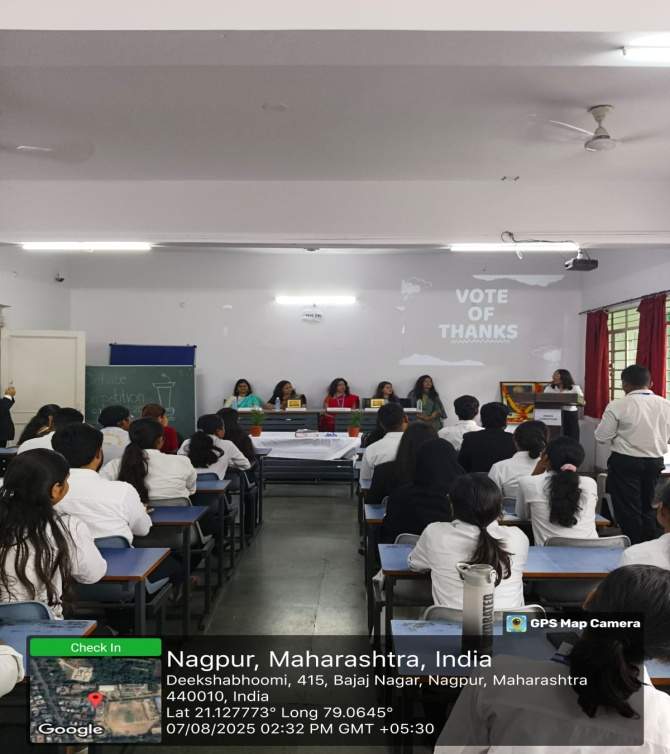 VOTE
OF
THANKS
Debate
GPS Map Camera
Check In
Google
Nagpur, Maharashtra, India
Deekshabhoomi, 415, Bajaj Nagar, Nagpur, Maharashtra
440010, India
Lat 21.127773° Long 79.0645°
07/08/2025 02:32 PM GMT +05:30